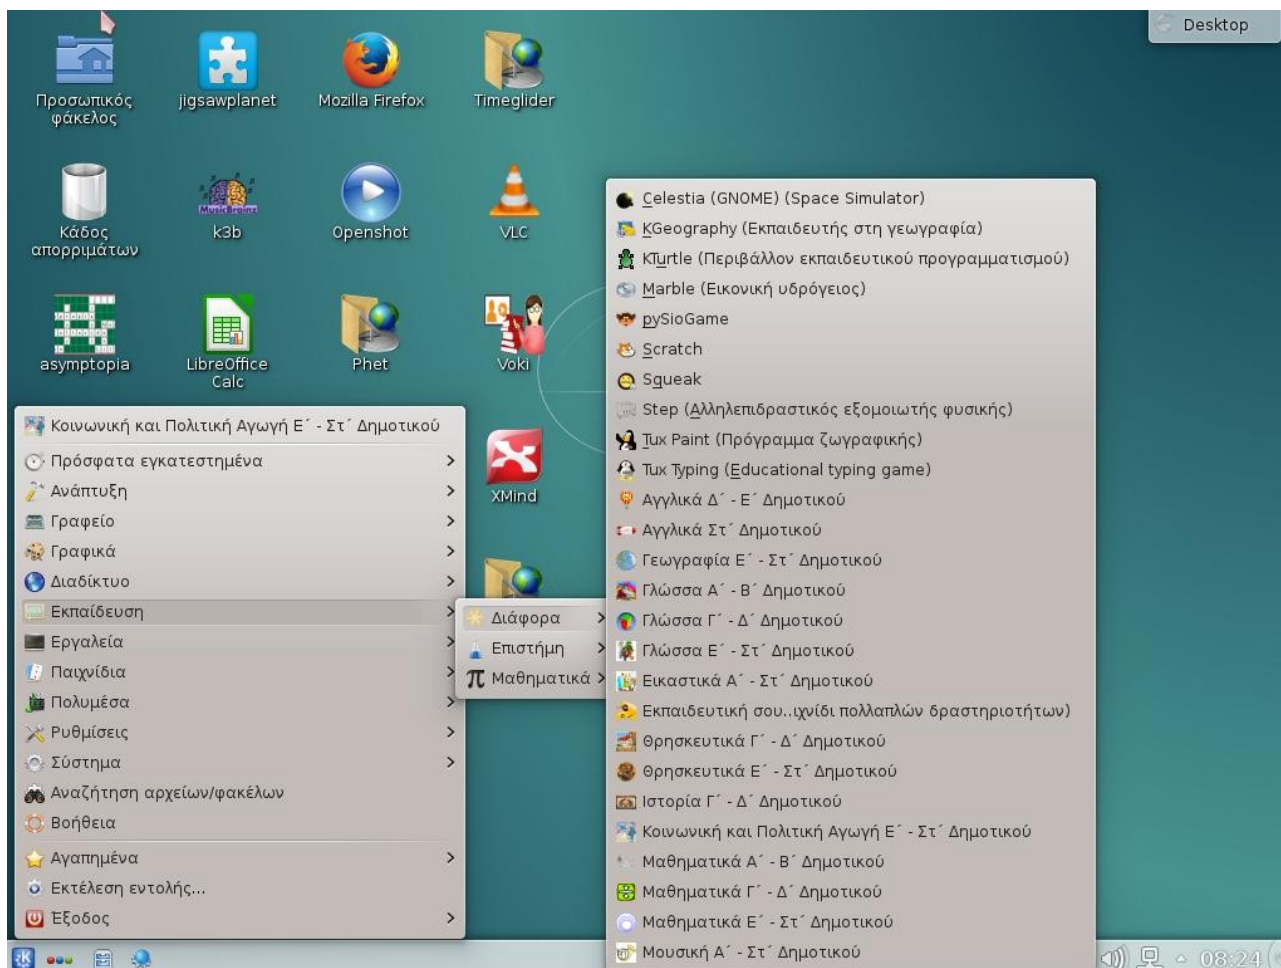 Desktop
Προσωπικός
φάκελος
jigsawplanet
Mozilla Firefox
Timeglider
Κάδος
απορριμάτων
k3b
Openshot
VLC
asymptopia
LibreOffice
Calc
Phet
Voki
XMind
Κοινωνική και Πολιτική Αγωγή Ε΄ - Στ΄ Δημοτικού
Πρόσφατα εγκατεστημένα
Ανάπτυξη
Γραφείο
Γραφικά
Διαδίκτυο
Εκπαίδευση
Εργαλεία
Παιχνίδια
Πολυμέσα
Ρυθμίσεις
Σύστημα
Αναζήτηση αρχείων/φακέλων
Βοήθεια
Αγαπημένα
Εκτέλεση εντολής...
Έξοδος
Διάφορα
Επιστήμη
Μαθηματικά
Celestia (GNOME) (Space Simulator)
KGeography (Εκπαιδευτής στη γεωγραφία)
KTurtle (Περιβάλλον εκπαιδευτικού προγραμματισμού)
Marble (Εικονική υδρόγειος)
pySioGame
Scratch
Squeak
Step (Αλληλεπιδραστικός εξομοιωτής φυσικής)
Tux Paint (Πρόγραμμα ζωγραφικής)
Tux Typing (Educational typing game)
Αγγλικά Δ΄ - Ε΄ Δημοτικού
Αγγλικά Στ΄ Δημοτικού
Γεωγραφία Ε΄ - Στ΄ Δημοτικού
Γλώσσα Α΄ - Β΄ Δημοτικού
Γλώσσα Γ΄ - Δ΄ Δημοτικού
Γλώσσα Ε΄ - Στ΄ Δημοτικού
Εικαστικά Α΄ - Στ΄ Δημοτικού
Εκπαιδευτική σου..ιχνίδι πολλαπλών δραστηριοτήτων)
Θρησκευτικά Γ΄ - Δ΄ Δημοτικού
Θρησκευτικά Ε΄ - Στ΄ Δημοτικού
Ιστορία Γ΄ - Δ΄ Δημοτικού
Κοινωνική και Πολιτική Αγωγή Ε΄ - Στ΄ Δημοτικού
Μαθηματικά Α΄ - Β΄ Δημοτικού
Μαθηματικά Γ΄ - Δ΄ Δημοτικού
Μαθηματικά Ε΄ - Στ΄ Δημοτικού
Μουσική Α΄ - Στ΄ Δημοτικού
08:24